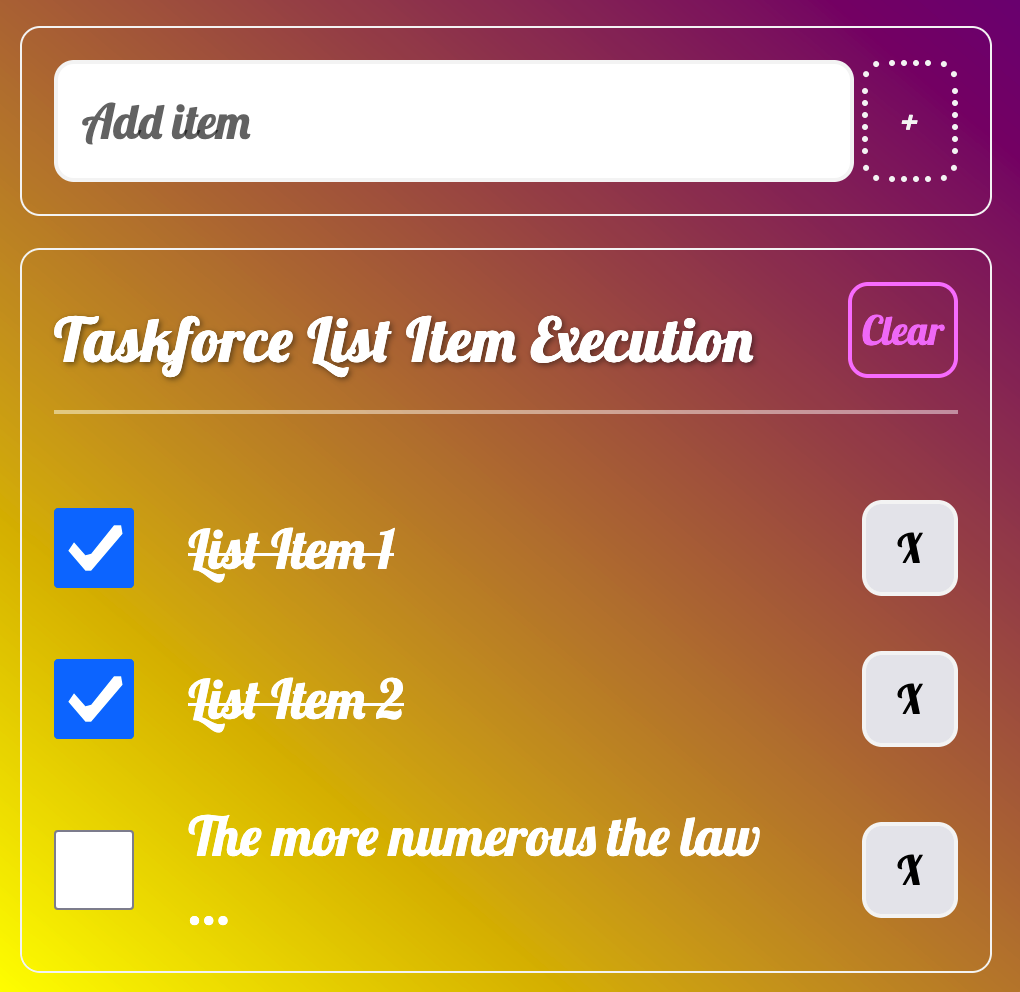 Add item
+
Taskforce List Item Execution
Clear
List Item 1
X
List Item 2
X
The more numerous the law
...
X